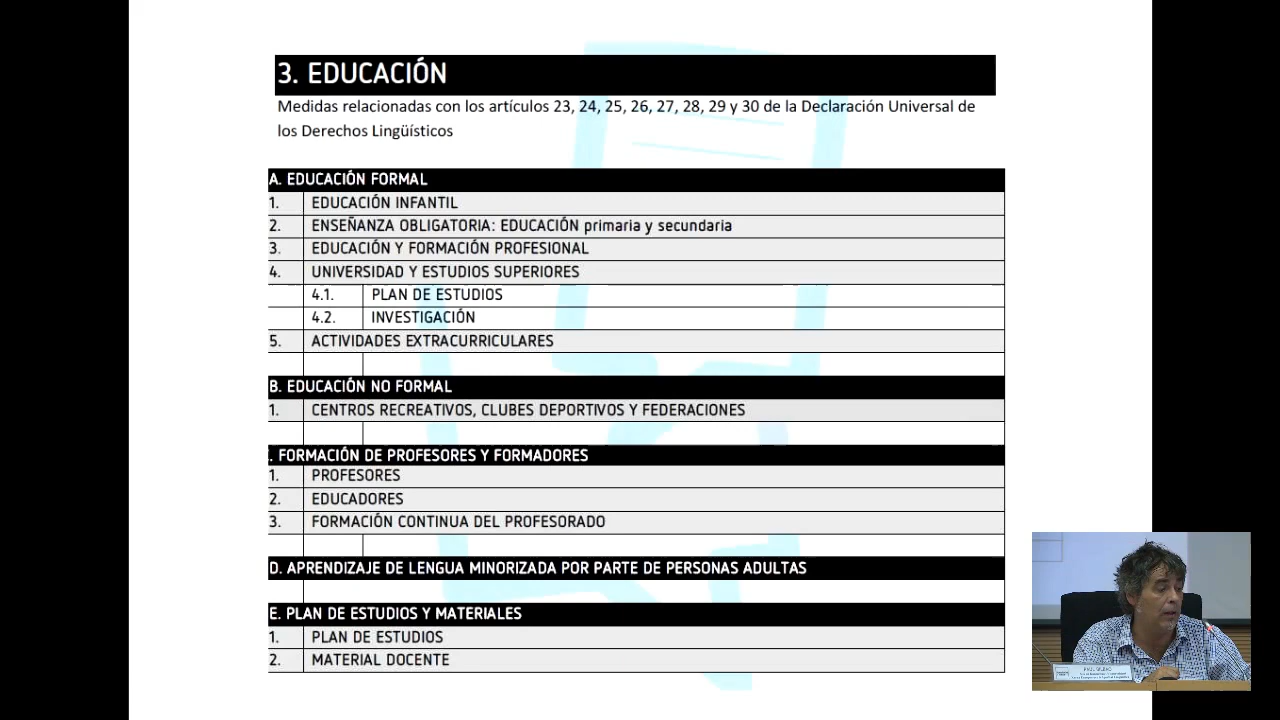 3. EDUCACIÓN
Medidas relacionadas con los artículos 23, 24, 25, 26, 27, 28, 29 y 30 de la Declaración Universal de
los Derechos Lingüísticos
A. EDUCACIÓN FORMAL
1. EDUCACIÓN INFANTIL
2. ENSEÑANZA OBLIGATORIA: EDUCACIÓN primaria y secundaria
3. EDUCACIÓN Y FORMACIÓN PROFESIONAL
4. UNIVERSIDAD Y ESTUDIOS SUPERIORES
4.1. PLAN DE ESTUDIOS
4.2. INVESTIGACIÓN
5. ACTIVIDADES EXTRACURRICULARES
B. EDUCACIÓN NO FORMAL
1. CENTROS RECREATIVOS, CLUBES DEPORTIVOS Y FEDERACIONES
. FORMACIÓN DE PROFESORES Y FORMADORES
1. PROFESORES
2. EDUCADORES
3. FORMACIÓN CONTINUA DEL PROFESORADO
D. APRENDIZAJE DE LENGUA MINORIZADA POR PARTE DE PERSONAS ADULTAS
E. PLAN DE ESTUDIOS Y MATERIALES
1. PLAN DE ESTUDIOS
2. MATERIAL DOCENTE